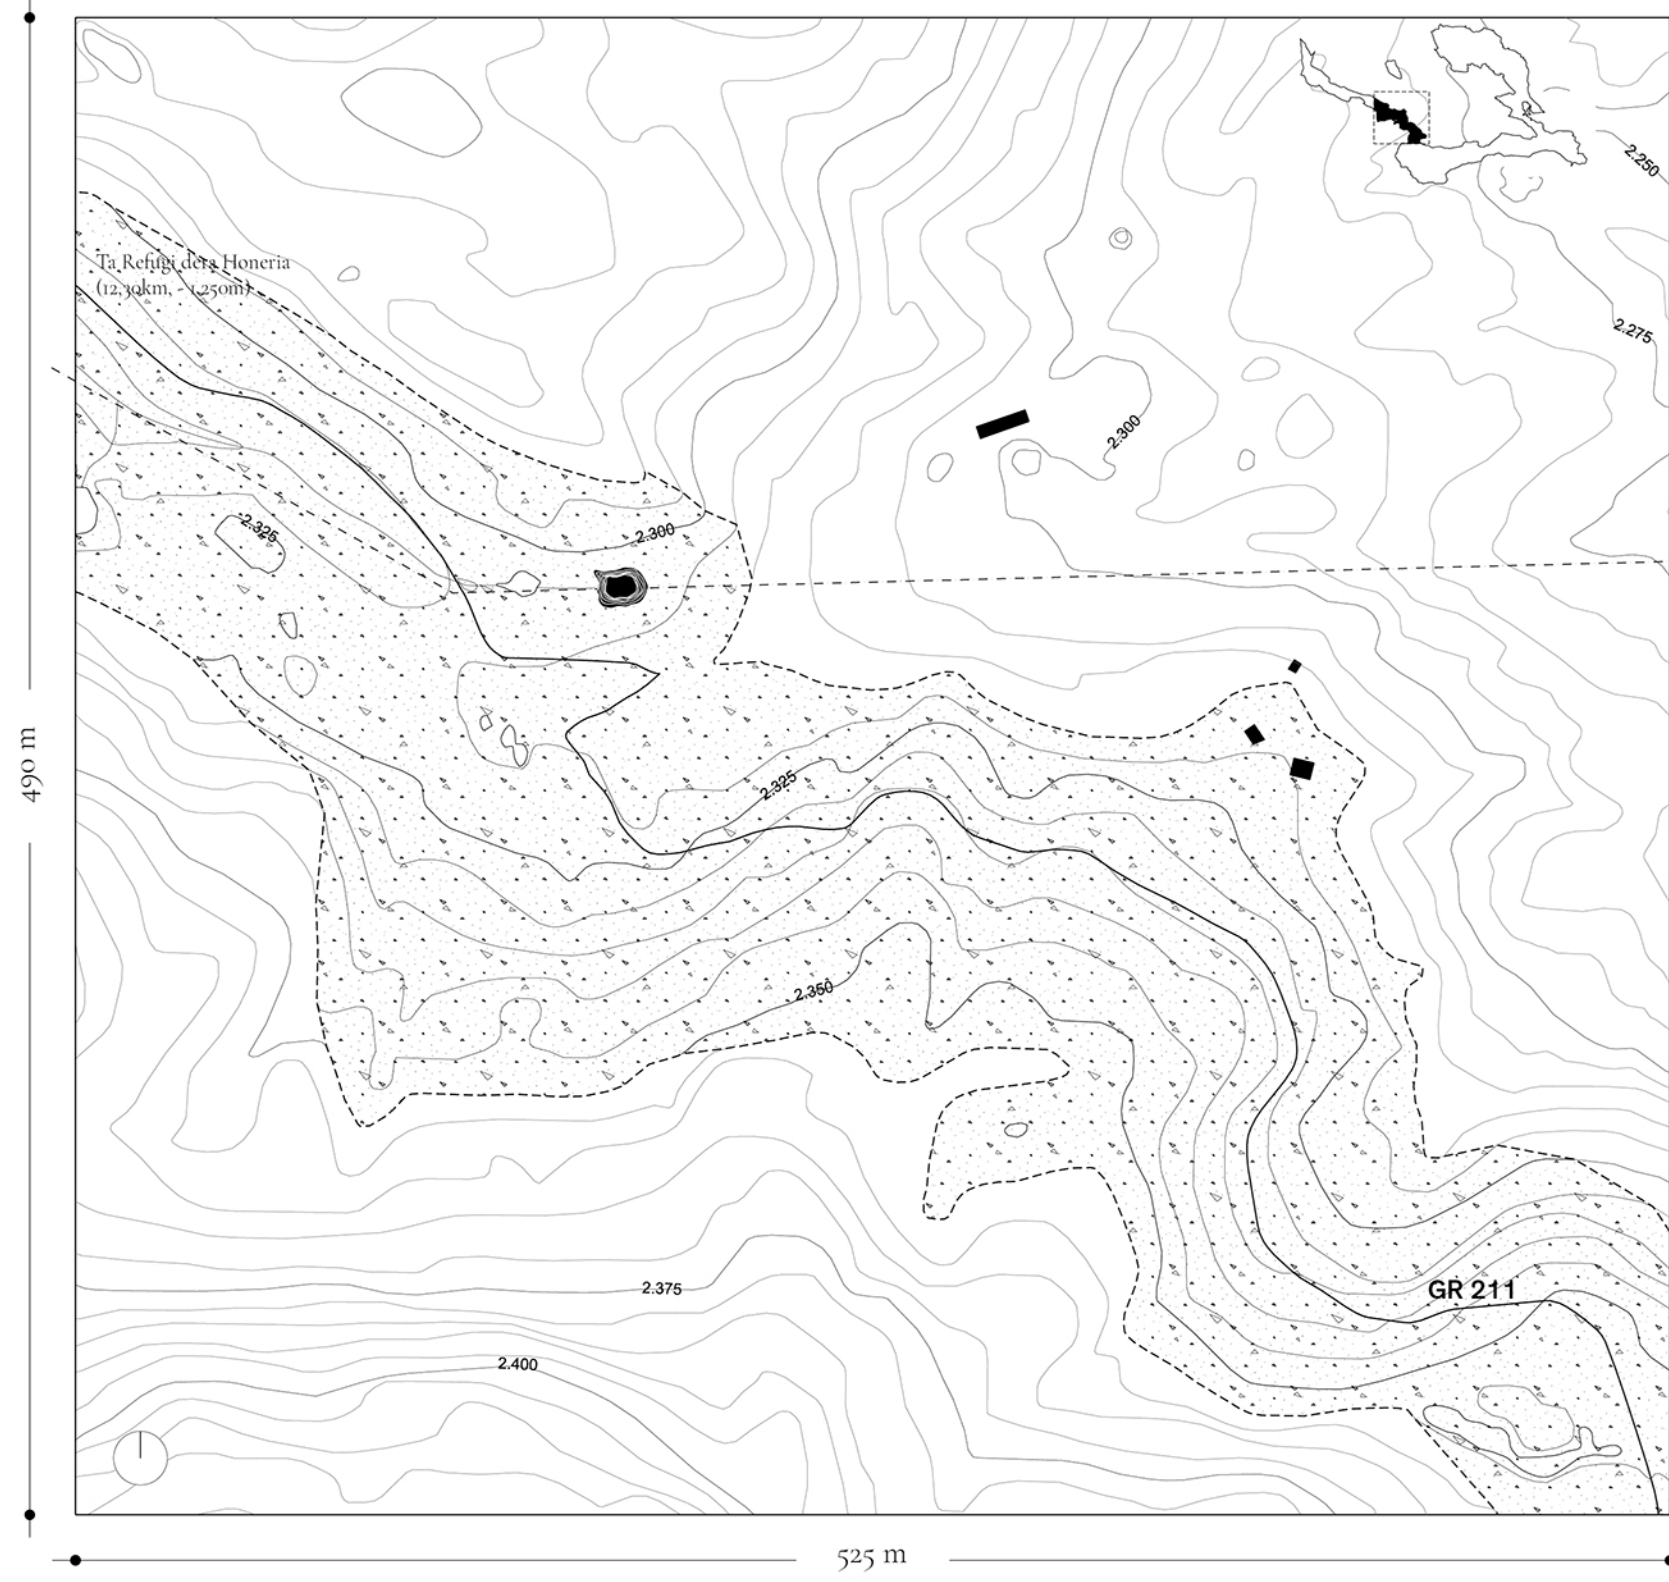 2.250
Ta Refugi dera Honeria
(12,30km, - 1.250m)
2.275
2.300
2.325
2.300
490 m
2.325
2.350
2.375
GR 211
2.400
525 m